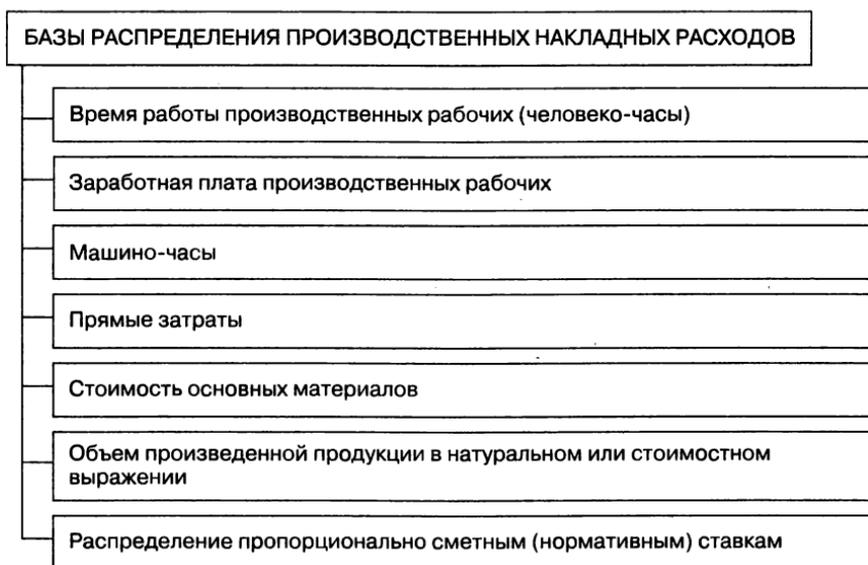 БАЗЫ РАСПРЕДЕЛЕНИЯ ПРОИЗВОДСТВЕННЫХ НАКЛАДНЫХ РАСХОДОВ
Время работы производственных рабочих (человеко-часы)
Заработная плата производственных рабочих
Машино-часы
Прямые затраты
Стоимость основных материалов
Объем произведенной продукции в натуральном или стоимостном
выражении
Распределение пропорционально сметным (нормативным) ставкам